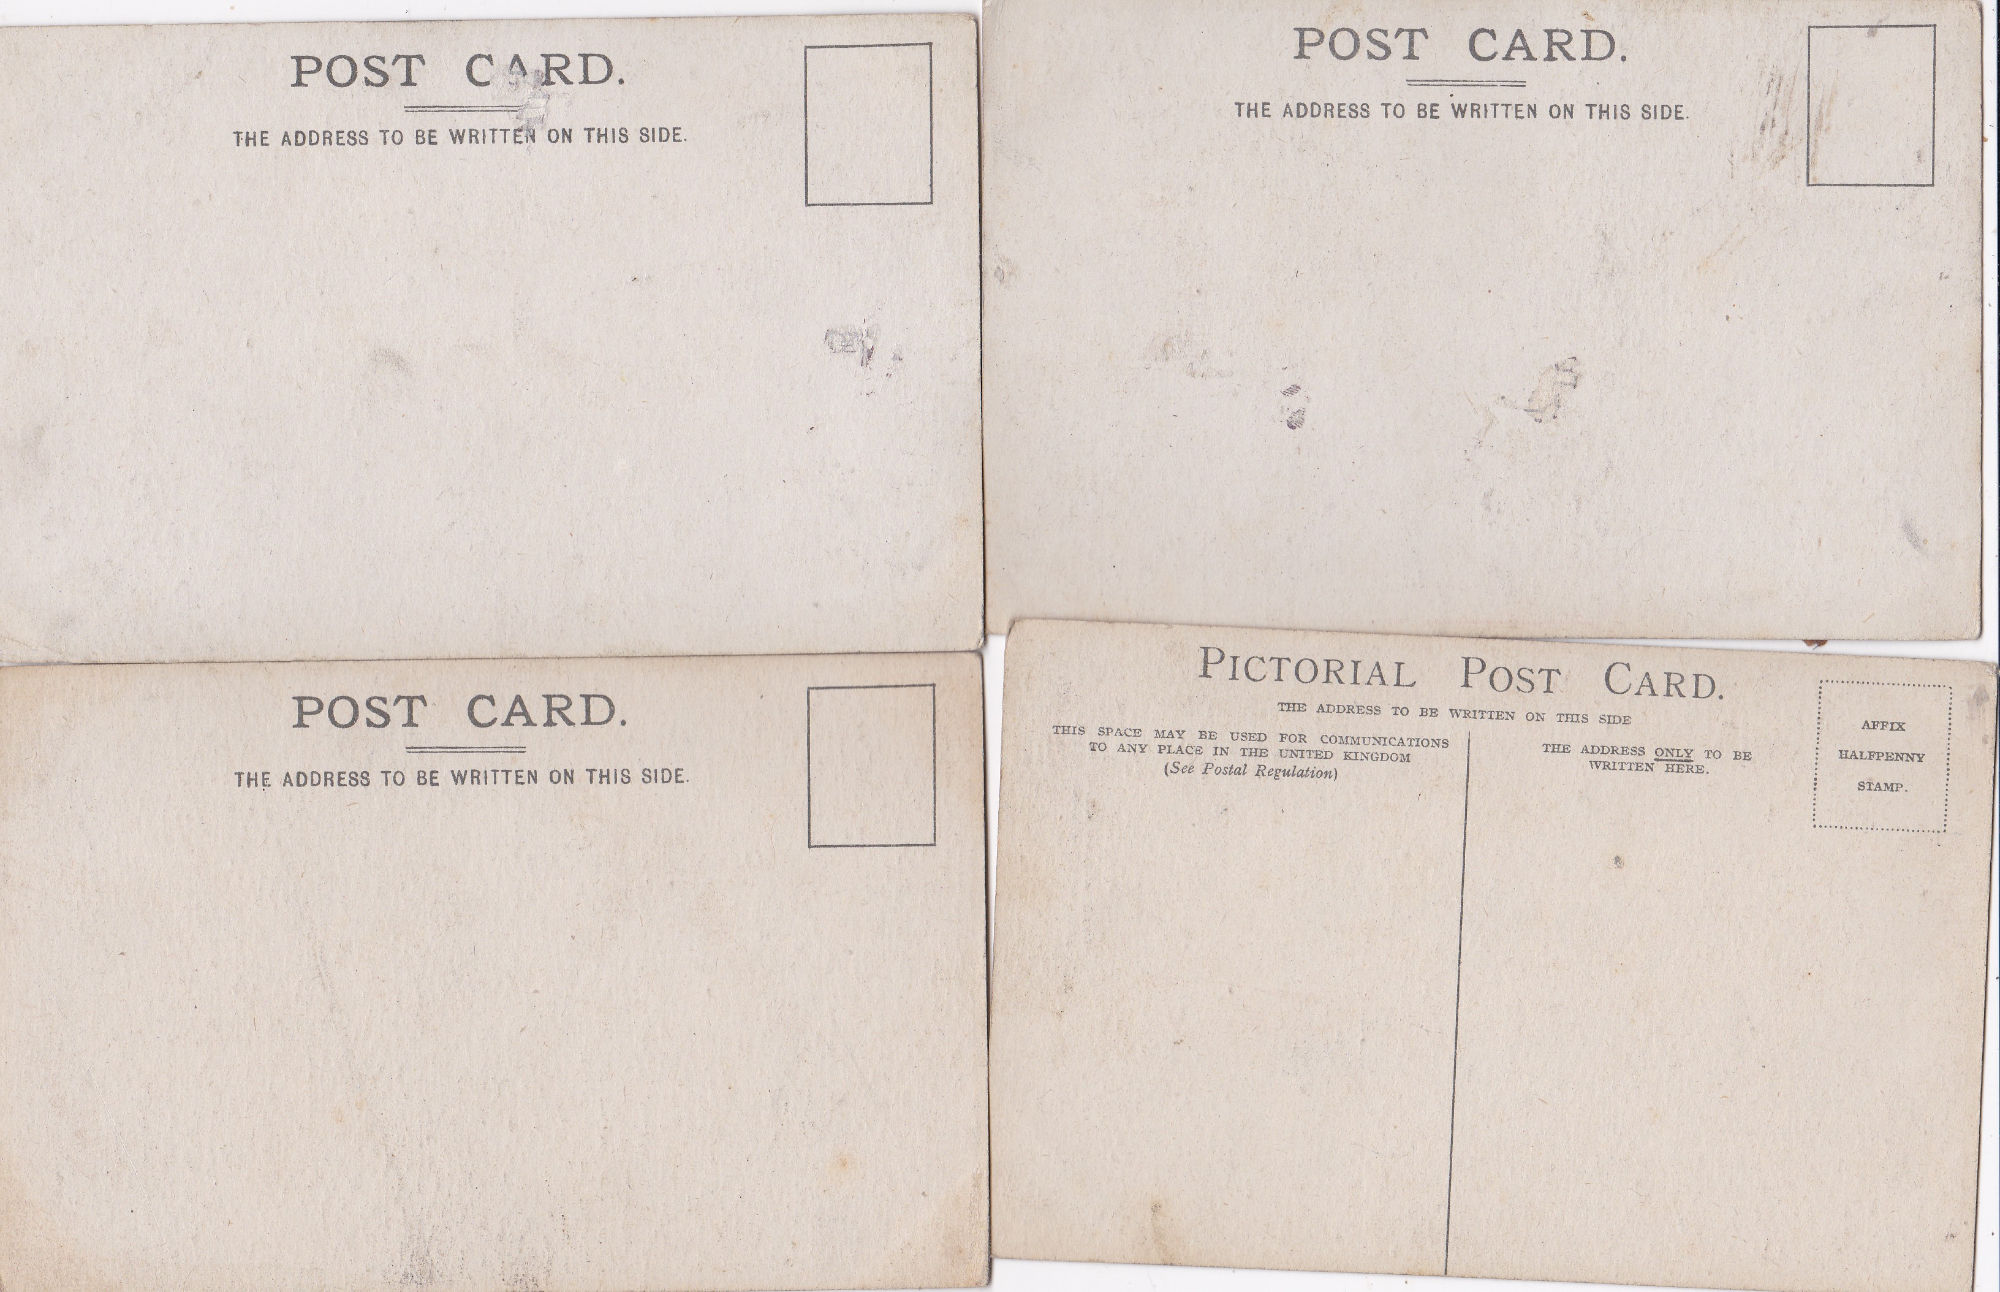 POST CARD.
THE ADDRESS TO BE WRITTEN ON THIS SIDE.
POST CARD.
THE ADDRESS TO BE WRITTEN ON THIS SIDE.
POST CARD.
THE ADDRESS TO BE WRITTEN ON THIS SIDE.
PICTORIAL POST CARD.
THE ADDRESS TO BE WRITTEN ON THIS SIDE
THIS SPACE MAY BE USED FOR COMMUNICATIONS
TO ANY PLACE IN THE UNITED KINGDOM
(See Postal Regulation)
THE ADDRESS ONLY TO BE
WRITTEN HERE.
AFFIX
HALFPENNY
STAMP.